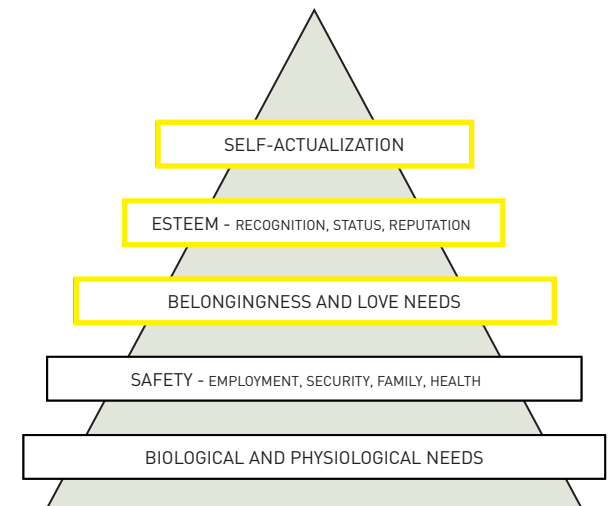 SELF-ACTUALIZATION
ESTEEM - RECOGNITION, STATUS, REPUTATION
BELONGINGNESS AND LOVE NEEDS
SAFETY - EMPLOYMENT, SECURITY, FAMILY, HEALTH
BIOLOGICAL AND PHYSIOLOGICAL NEEDS